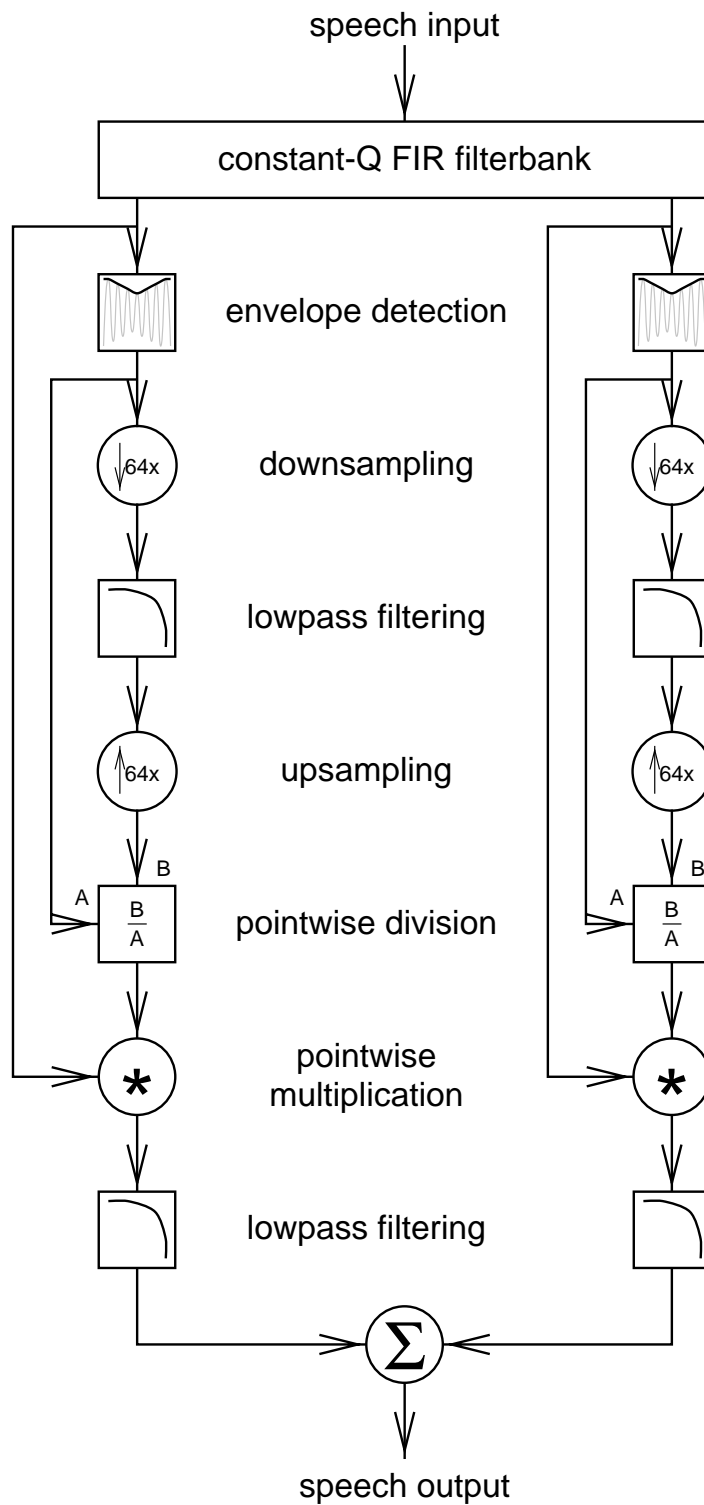 speech input
constant-Q FIR filterbank
envelope detection
64x downsampling 64x
lowpass filtering
64x upsampling 64x
B B
A A
B B
A pointwise division A
* pointwise *
multiplication
lowpass filtering
Σ
speech output